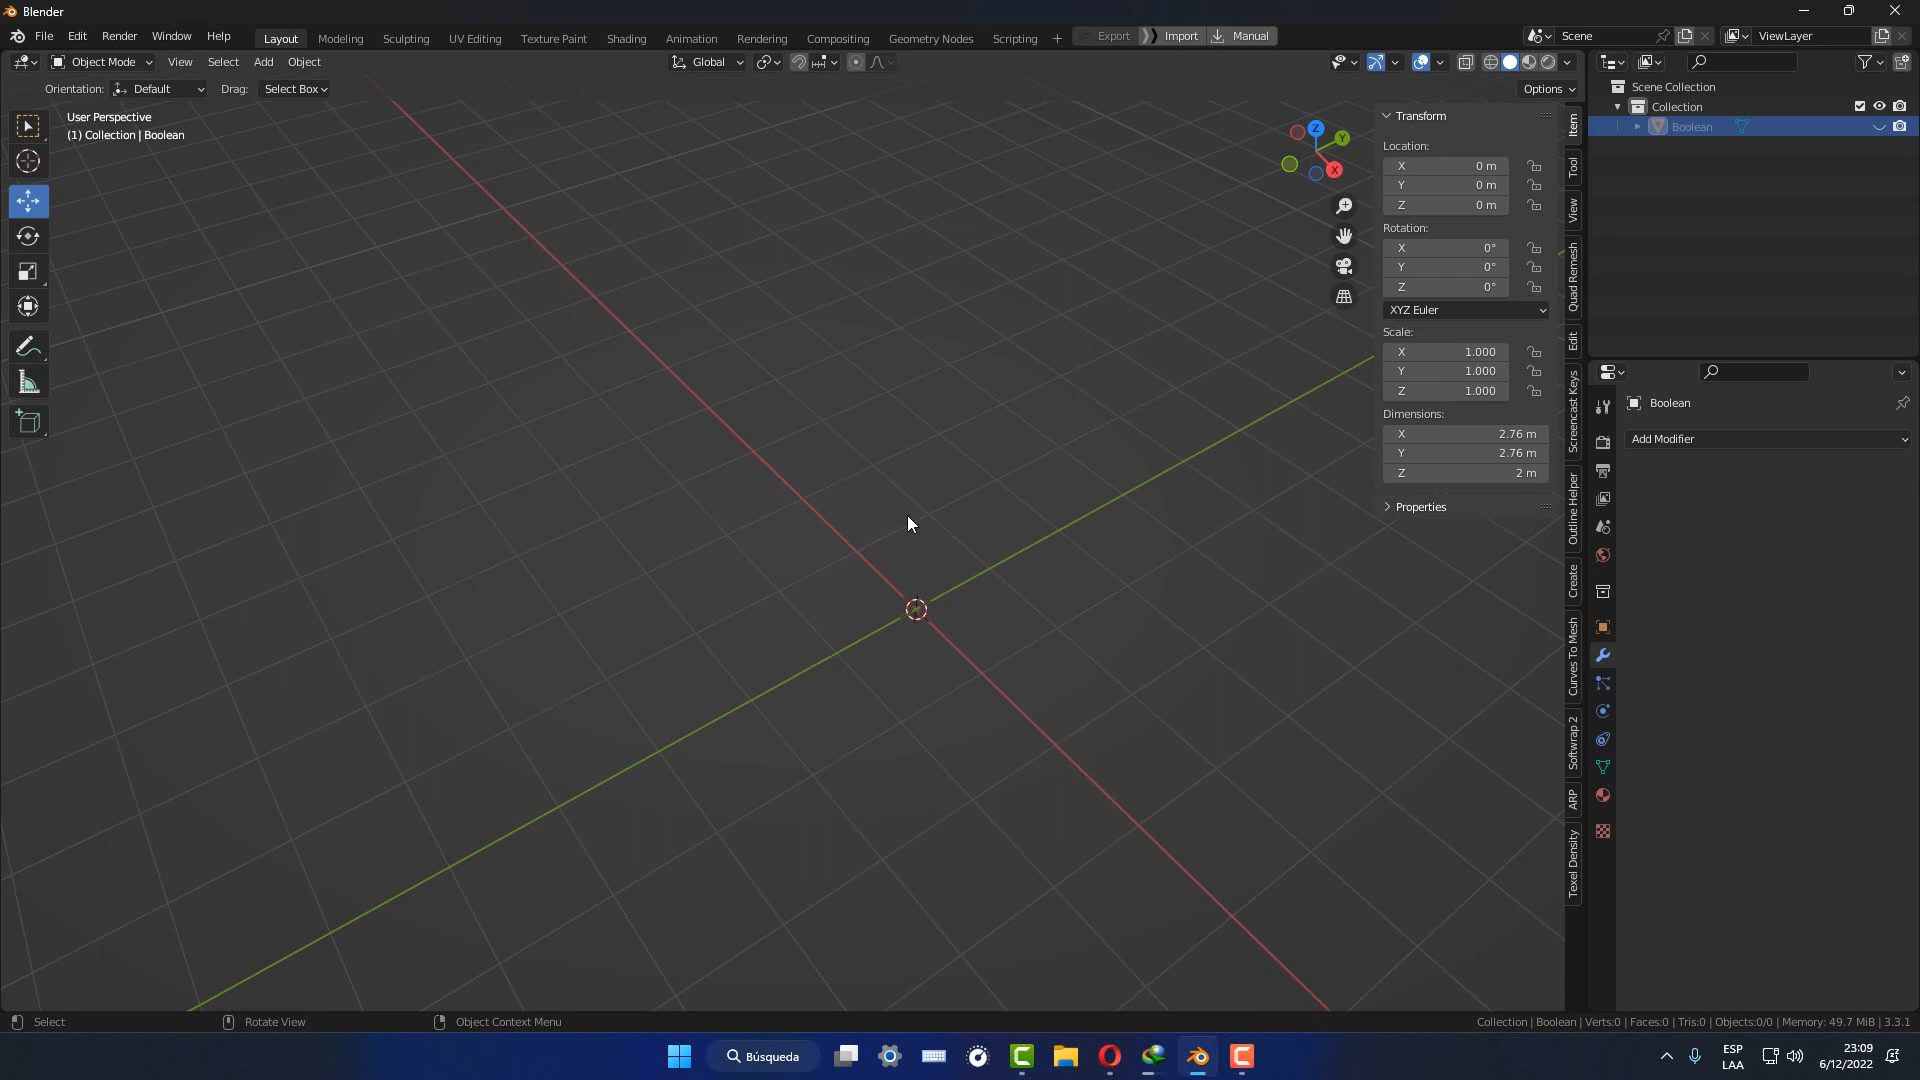 Blender
File Edit Render Window Help Layout Modeling Sculpting UV Editing Texture Paint Shading Animation Rendering Compositing Geometry Nodes Scripting + Export Import Manual Scene ViewLayer
Object Mode View Select Add Object Global
Orientation: Default Drag: Select Box Options
User Perspective
(1) Collection | Boolean
Transform
Location:
X 0 m
Y 0 m
Z 0 m
Rotation:
X 0°
Y 0°
Z 0°
XYZ Euler
Scale:
X 1.000
Y 1.000
Z 1.000
Dimensions:
X 2.76 m
Y 2.76 m
Z 2 m
Properties
Item
Tool
View
Quad Remesh
Edit
Screencast Keys
Outline Helper
Create
Curves To Mesh
Softwrap 2
ARP
Texel Density
Z
Y
X
Scene Collection
Collection
Boolean
Boolean
Add Modifier
Select Rotate View Object Context Menu Collection | Boolean | Verts:0 | Faces:0 | Tris:0 | Objects:0/0 | Memory: 49.7 MiB | 3.3.1
Búsqueda
ESP
LAA
23:09
6/12/2022